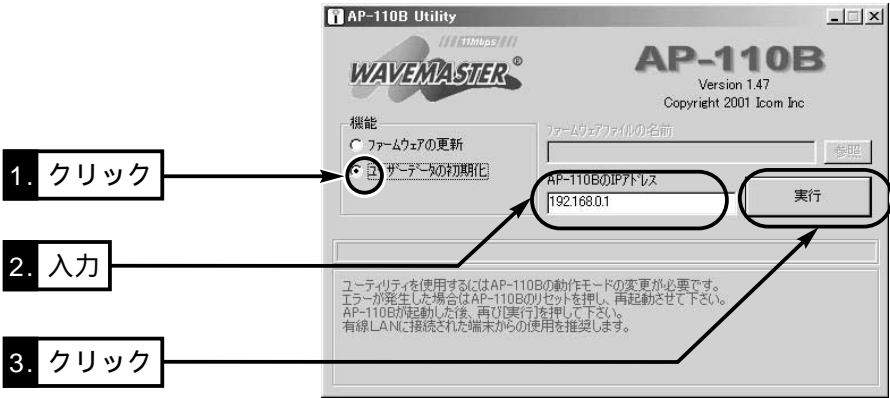 AP-110B Utility
11Mbps
WAVEMASTER®
AP-110B
Version 1.47
Copyright 2001 Icom Inc
機能
ファームウェアの更新
ユーザーデータの初期化
ファームウェアファイルの名前
参照
AP-110BのIPアドレス
192.168.0.1
実行
1. クリック
2. 入力
3. クリック
ユーティリティを使用するにはAP-110Bの動作モードの変更が必要です。
エラーが発生した場合はAP-110Bのリセットを押し、再起動させて下さい。
AP-110Bが起動した後、再び[実行]を押して下さい。
有線LANに接続された端末からの使用を推奨します。